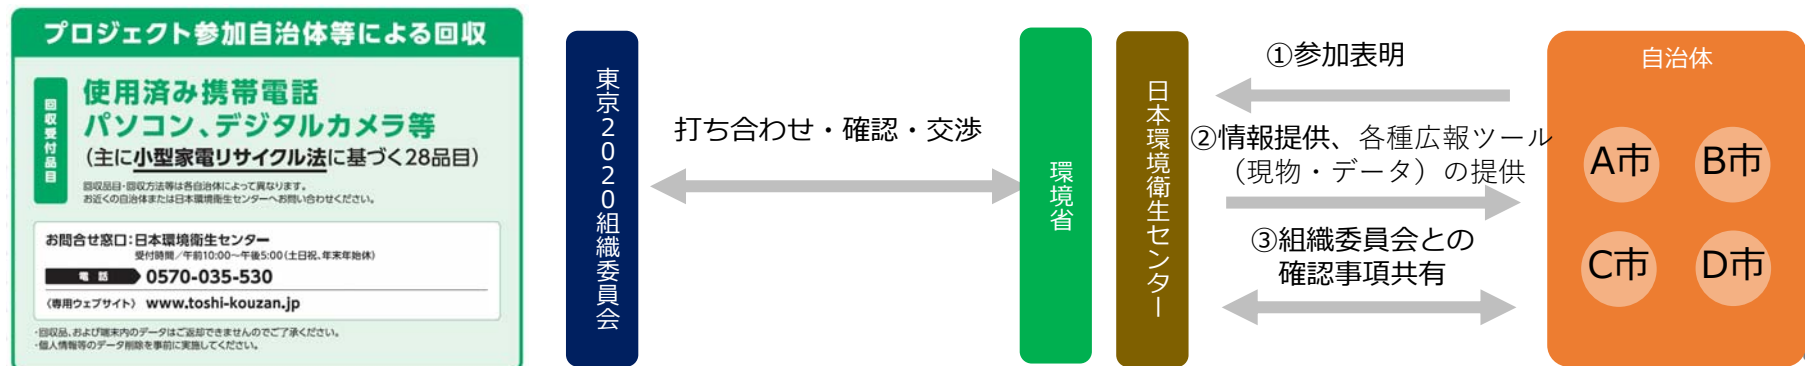 プロジェクト参加自治体等による回収
回収受付品目
使用済み携帯電話
パソコン、デジタルカメラ等
(主に小型家電リサイクル法に基づく28品目)
回収品目・回収方法等は各自治体によって異なります。
お近くの自治体または日本環境衛生センターへお問い合わせください。
お問合せ窓口:日本環境衛生センター
受付時間/午前10:00~午後5:00(土日祝、年末年始休)
電話 0570-035-530
〈専用ウェブサイト〉 www.toshi-kouzan.jp
・回収品、および端末内のデータはご返却できませんのでご了承ください。
・個人情報等のデータ削除を事前に実施してください。
東京2020組織委員会
打ち合わせ・確認・交渉
環境省
日本環境衛生センター
①参加表明
②情報提供、各種広報ツール
(現物・データ)の提供
③組織委員会との
確認事項共有
自治体
A市
B市
C市
D市